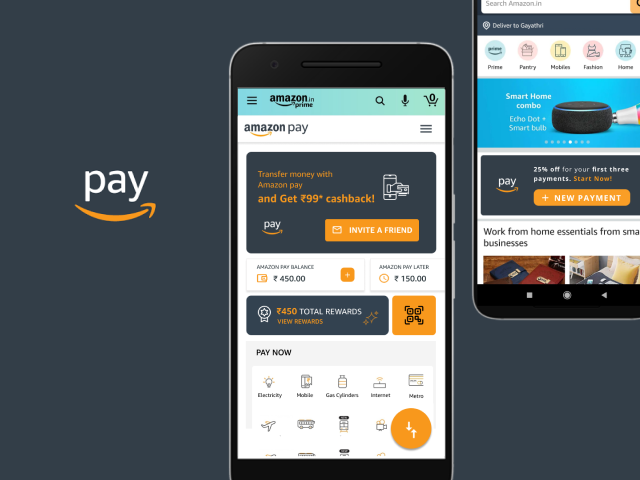 pay
amazon.in
prime
0
amazon pay
Transfer money with
Amazon pay
and Get ₹99* cashback!
pay
INVITE A FRIEND
AMAZON PAY BALANCE
₹ 450.00
+
AMAZON PAY LATER
₹ 150.00
₹450 TOTAL REWARDS
VIEW REWARDS
PAY NOW
Electricity
Mobile
Gas Cylinders
Internet
Metro
Search Amazon.in
Deliver to Gayathri
prime
Prime
Pantry
Mobiles
Fashion
Home
Smart Home
combo
Echo Dot +
Smart bulb
pay
25% off for your first three
payments. Start Now!
+ NEW PAYMENT
Work from home essentials from sma
businesses